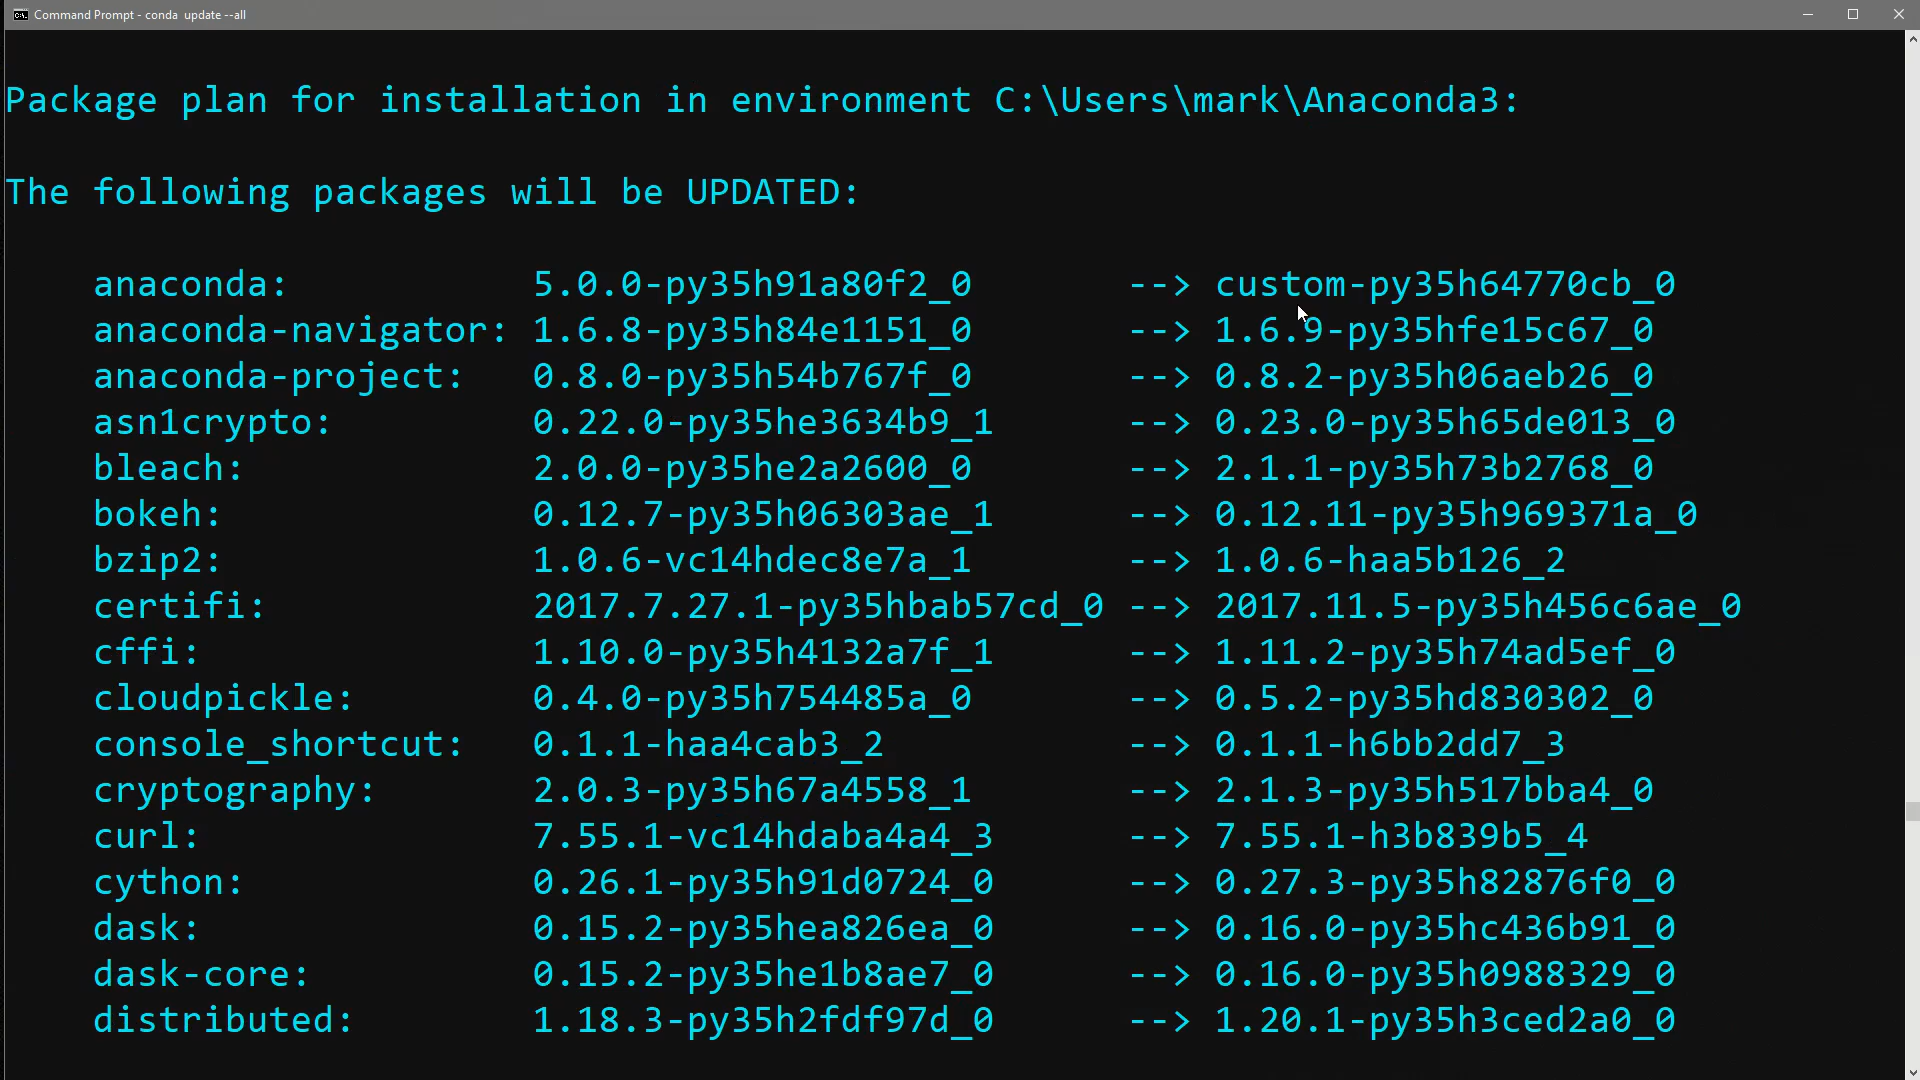 Command Prompt - conda  update --all
Package plan for installation in environment C:\Users\mark\Anaconda3:
The following packages will be UPDATED:
anaconda: 5.0.0-py35h91a80f2_0 --> custom-py35h64770cb_0
anaconda-navigator: 1.6.8-py35h84e1151_0 --> 1.6.9-py35hfe15c67_0
anaconda-project: 0.8.0-py35h54b767f_0 --> 0.8.2-py35h06aeb26_0
asn1crypto: 0.22.0-py35he3634b9_1 --> 0.23.0-py35h65de013_0
bleach: 2.0.0-py35he2a2600_0 --> 2.1.1-py35h73b2768_0
bokeh: 0.12.7-py35h06303ae_1 --> 0.12.11-py35h969371a_0
bzip2: 1.0.6-vc14hdec8e7a_1 --> 1.0.6-haa5b126_2
certifi: 2017.7.27.1-py35hbab57cd_0 --> 2017.11.5-py35h456c6ae_0
cffi: 1.10.0-py35h4132a7f_1 --> 1.11.2-py35h74ad5ef_0
cloudpickle: 0.4.0-py35h754485a_0 --> 0.5.2-py35hd830302_0
console_shortcut: 0.1.1-haa4cab3_2 --> 0.1.1-h6bb2dd7_3
cryptography: 2.0.3-py35h67a4558_1 --> 2.1.3-py35h517bba4_0
curl: 7.55.1-vc14hdaba4a4_3 --> 7.55.1-h3b839b5_4
cython: 0.26.1-py35h91d0724_0 --> 0.27.3-py35h82876f0_0
dask: 0.15.2-py35hea826ea_0 --> 0.16.0-py35hc436b91_0
dask-core: 0.15.2-py35he1b8ae7_0 --> 0.16.0-py35h0988329_0
distributed: 1.18.3-py35h2fdf97d_0 --> 1.20.1-py35h3ced2a0_0